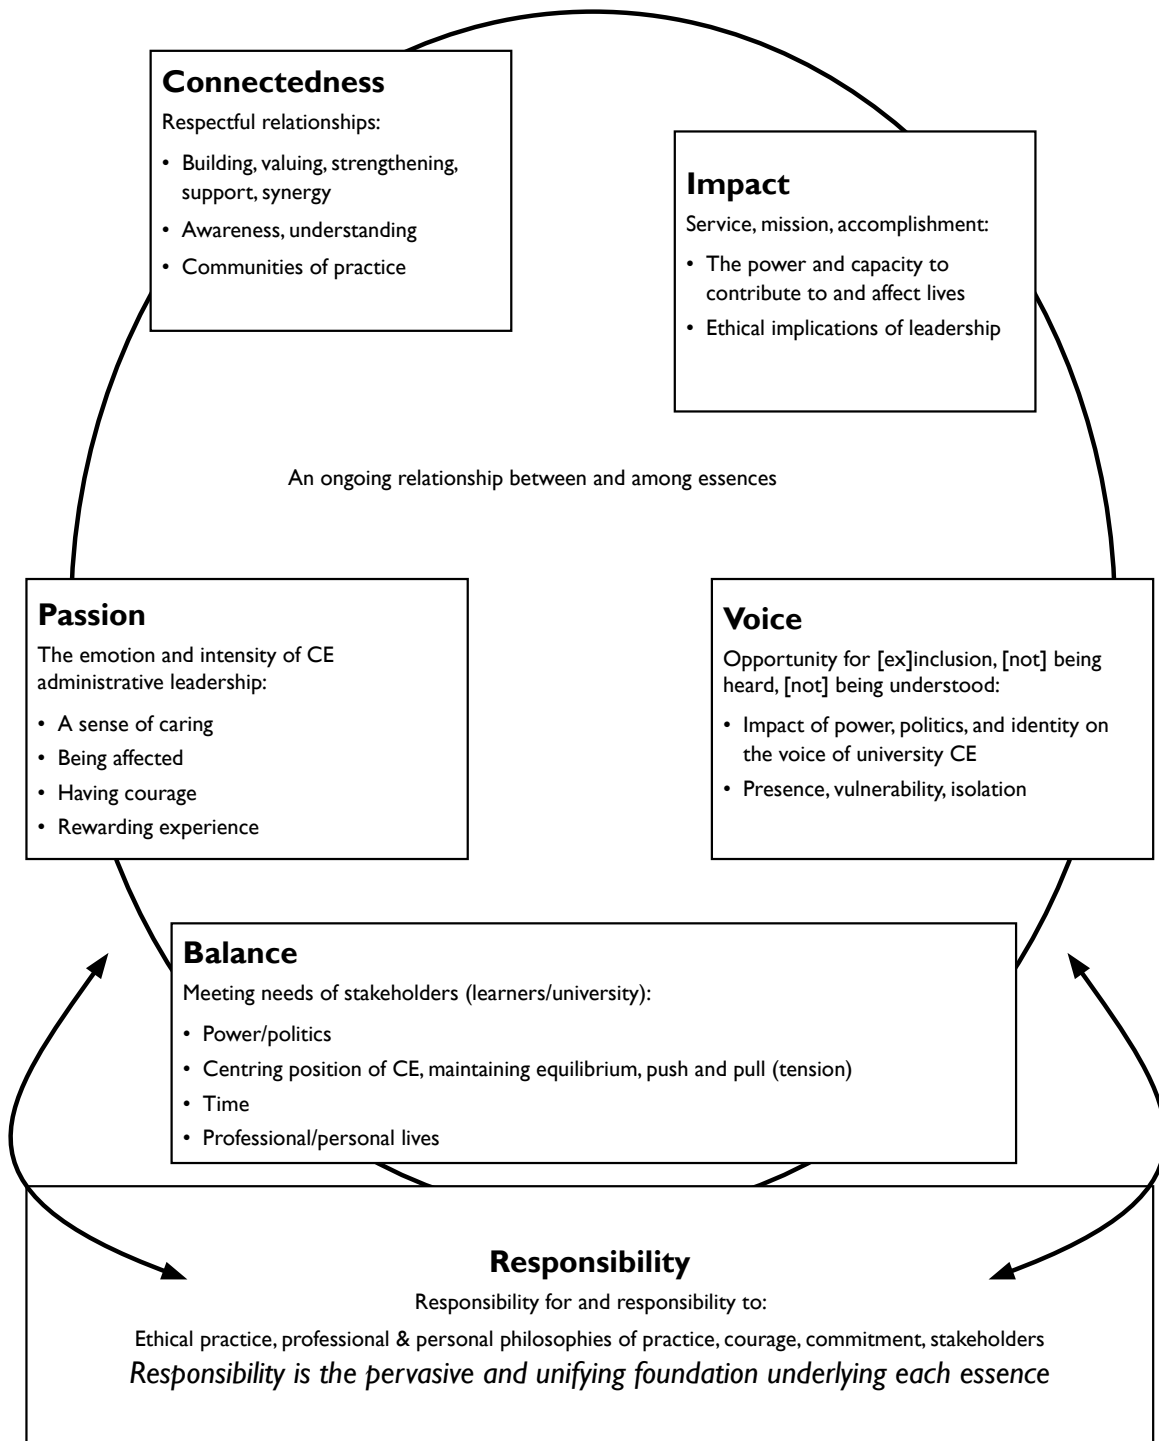 Connectedness
Respectful relationships:
• Building, valuing, strengthening,
support, synergy
• Awareness, understanding
• Communities of practice
Impact
Service, mission, accomplishment:
• The power and capacity to
contribute to and affect lives
• Ethical implications of leadership
An ongoing relationship between and among essences
Passion
The emotion and intensity of CE
administrative leadership:
• A sense of caring
• Being affected
• Having courage
• Rewarding experience
Voice
Opportunity for [ex]inclusion, [not] being
heard, [not] being understood:
• Impact of power, politics, and identity on
the voice of university CE
• Presence, vulnerability, isolation
Balance
Meeting needs of stakeholders (learners/university):
• Power/politics
• Centring position of CE, maintaining equilibrium, push and pull (tension)
• Time
• Professional/personal lives
Responsibility
Responsibility for and responsibility to:
Ethical practice, professional & personal philosophies of practice, courage, commitment, stakeholders
Responsibility is the pervasive and unifying foundation underlying each essence